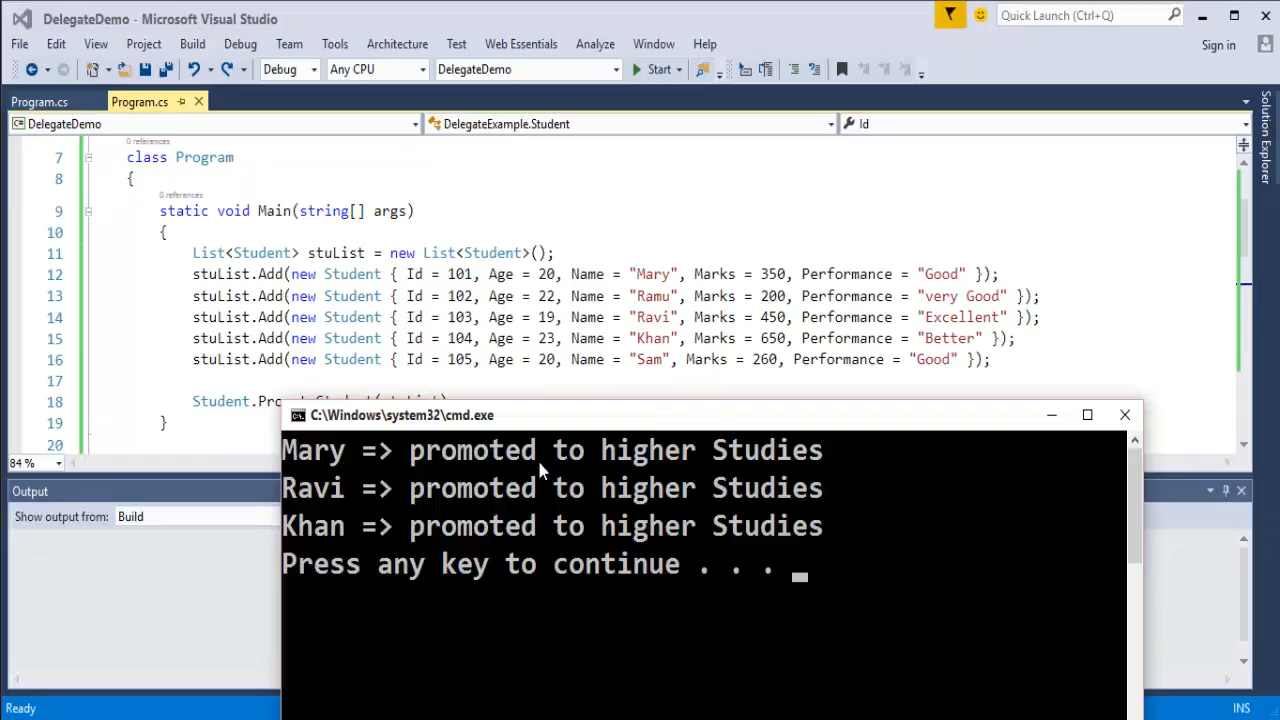 DelegateDemo - Microsoft Visual Studio
Quick Launch (Ctrl+Q)
File Edit View Project Build Debug Team Tools Architecture Test Web Essentials Analyze Window Help
Sign in
Debug Any CPU DelegateDemo Start
Program.cs Program.cs
DelegateDemo DelegateExample.Student Id
Solution Explorer
0 references
7 class Program
8 {
0 references
9 static void Main(string[] args)
10 {
11 List<Student> stuList = new List<Student>();
12 stuList.Add(new Student { Id = 101, Age = 20, Name = "Mary", Marks = 350, Performance = "Good" });
13 stuList.Add(new Student { Id = 102, Age = 22, Name = "Ramu", Marks = 200, Performance = "very Good" });
14 stuList.Add(new Student { Id = 103, Age = 19, Name = "Ravi", Marks = 450, Performance = "Excellent" });
15 stuList.Add(new Student { Id = 104, Age = 23, Name = "Khan", Marks = 650, Performance = "Better" });
16 stuList.Add(new Student { Id = 105, Age = 20, Name = "Sam", Marks = 260, Performance = "Good" });
17
18 Student.
19 }
20
84 %
C:\Windows\system32\cmd.exe
Mary => promoted to higher Studies
Ravi => promoted to higher Studies
Khan => promoted to higher Studies
Press any key to continue . . .
Output
Show output from: Build
Ready
INS